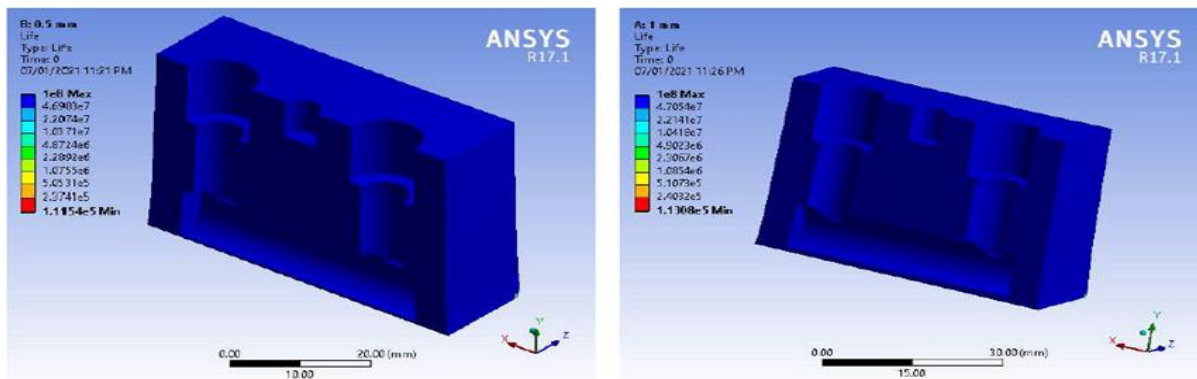 B: 0.5 mm
Life
Type: Life
Time: 0
07/01/2021 11:21 PM
1e8 Max
4.6983e7
2.2074e7
1.0371e7
4.8724e6
2.2892e6
1.0755e6
5.0531e5
2.3741e5
1.1154e5 Min
ANSYS
R17.1
0.00
20.00 (mm)
10.00
X
Y
Z
A: 1 mm
Life
Type: Life
Time: 0
07/01/2021 11:26 PM
1e8 Max
4.7054e7
2.2141e7
1.0418e7
4.9023e6
2.3067e6
1.0854e6
5.1073e5
2.4032e5
1.1308e5 Min
ANSYS
R17.1
0.00
30.00 (mm)
15.00
X
Y
Z